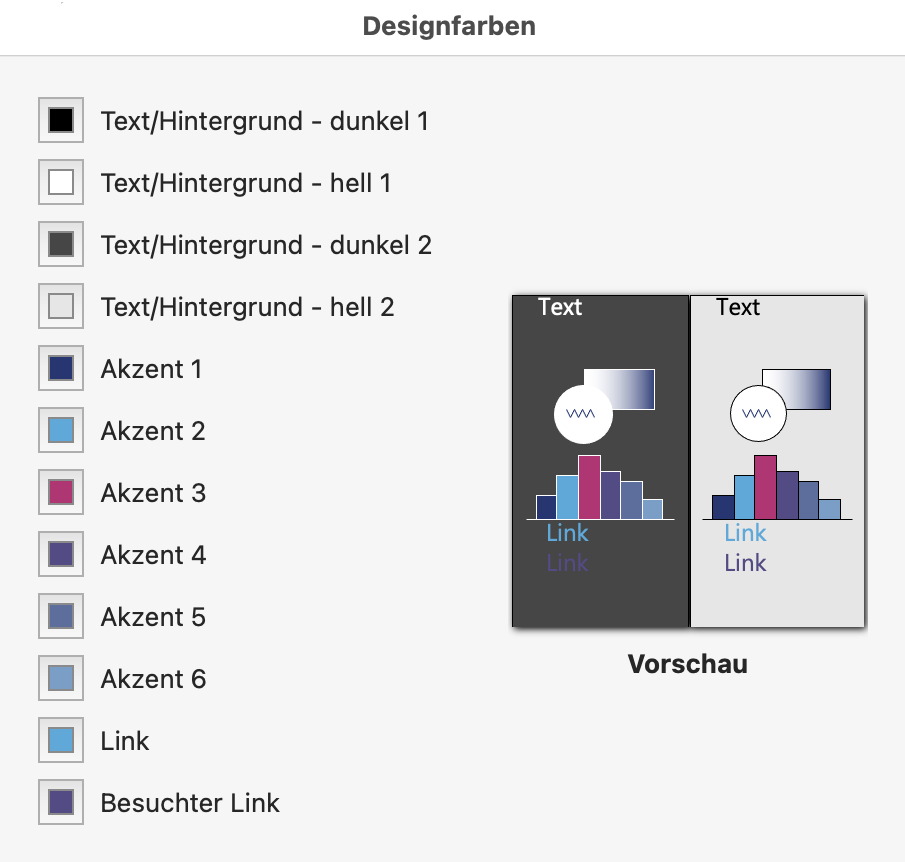 Designfarben
Text/Hintergrund - dunkel 1
Text/Hintergrund - hell 1
Text/Hintergrund - dunkel 2
Text/Hintergrund - hell 2
Akzent 1
Akzent 2
Akzent 3
Akzent 4
Akzent 5
Akzent 6
Link
Besuchter Link
Text
Link
Link
Text
Link
Link
Vorschau